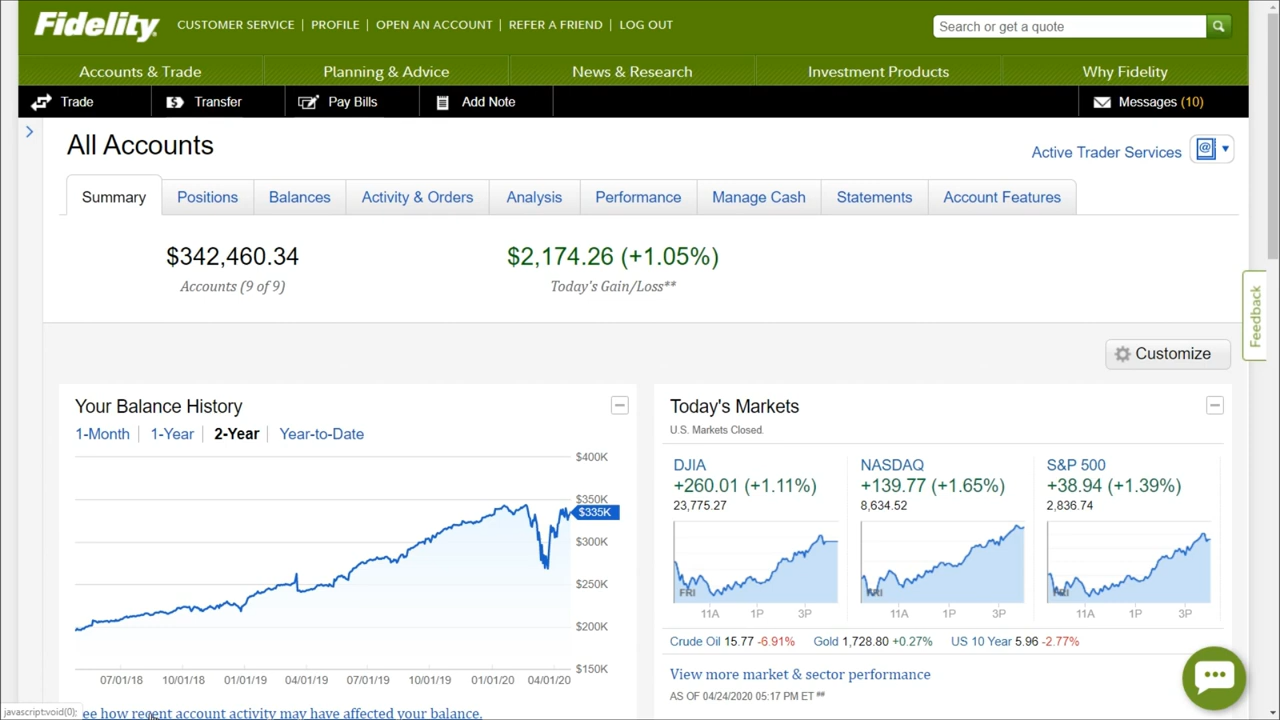 Fidelity
CUSTOMER SERVICE | PROFILE | OPEN AN ACCOUNT | REFER A FRIEND | LOG OUT
Search or get a quote
Accounts & Trade
Planning & Advice
News & Research
Investment Products
Why Fidelity
Trade
Transfer
Pay Bills
Add Note
Messages (10)
All Accounts
Active Trader Services
Summary
Positions
Balances
Activity & Orders
Analysis
Performance
Manage Cash
Statements
Account Features
$342,460.34
Accounts (9 of 9)
$2,174.26 (+1.05%)
Today's Gain/Loss**
Feedback
Customize
Your Balance History
1-Month
1-Year
2-Year
Year-to-Date
$400K
$350K
$335K
$300K
$250K
$200K
$150K
07/01/18 10/01/18 01/01/19 04/01/19 07/01/19 10/01/19 01/01/20 04/01/20
javascript:void(0);
ee how recent account activity may have affected your balance.
Today's Markets
U.S. Markets Closed.
DJIA
+260.01 (+1.11%)
23,775.27
FRI
11A 1P 3P
NASDAQ
+139.77 (+1.65%)
8,634.52
FRI
11A 1P 3P
S&P 500
+38.94 (+1.39%)
2,836.74
FRI
11A 1P 3P
Crude Oil 15.77 -6.91% Gold 1,728.80 +0.27% US 10 Year 5.96 -2.77%
View more market & sector performance
AS OF 04/24/2020 05:17 PM ET ##